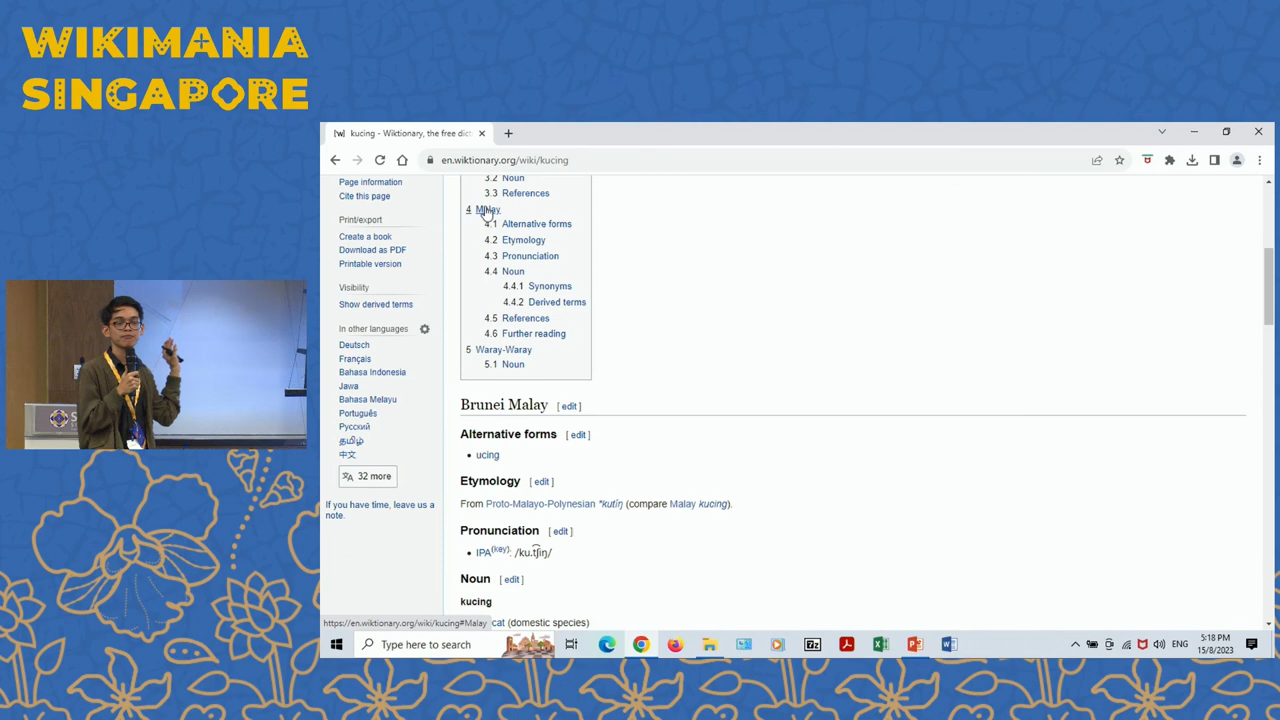 WIKIMANIA
SINGAPORE
[w] kucing - Wiktionary, the free dict
en.wiktionary.org/wiki/kucing
Page information
Cite this page
Print/export
Create a book
Download as PDF
Printable version
Visibility
Show derived terms
In other languages
Deutsch
Français
Bahasa Indonesia
Jawa
Bahasa Melayu
Português
Русский
தமிழ்
中文
32 more
If you have time, leave us a
note.
3.2 Noun
3.3 References
4 Malay
4.1 Alternative forms
4.2 Etymology
4.3 Pronunciation
4.4 Noun
4.4.1 Synonyms
4.4.2 Derived terms
4.5 References
4.6 Further reading
5 Waray-Waray
5.1 Noun
Brunei Malay [ edit ]
Alternative forms [ edit ]
• ucing
Etymology [ edit ]
From Proto-Malayo-Polynesian *kutiŋ (compare Malay kucing).
Pronunciation [ edit ]
• IPA(key): /ku.t͡ʃiŋ/
Noun [ edit ]
kucing
cat (domestic species)
https://en.wiktionary.org/wiki/kucing#Malay
Type here to search
ENG
5:18 PM
15/8/2023